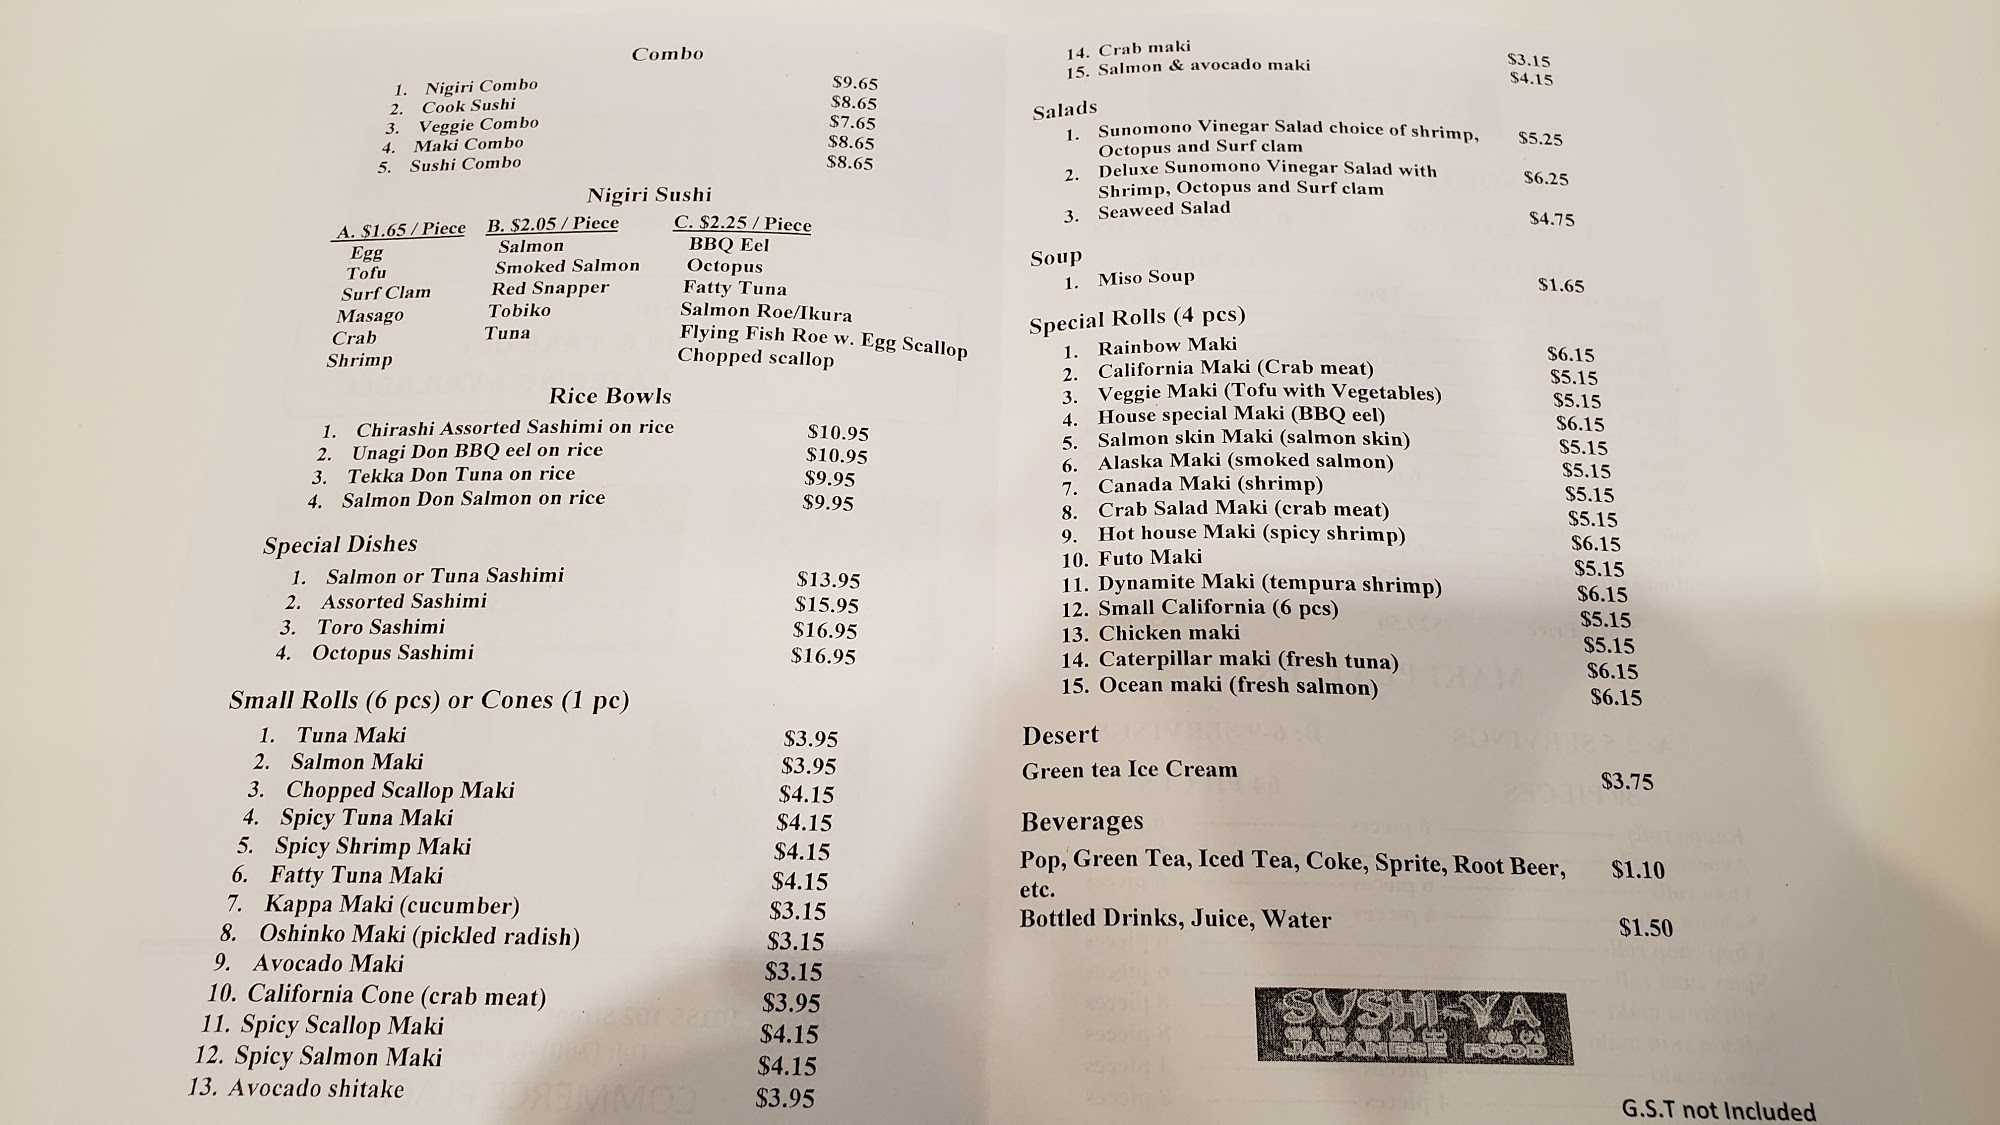 Combo
1. Nigiri Combo $9.65
2. Cook Sushi $8.65
3. Veggie Combo $7.65
4. Maki Combo $8.65
5. Sushi Combo $8.65
Nigiri Sushi
A. $1.65 / Piece B. $2.05 / Piece C. $2.25 / Piece
Egg Salmon BBQ Eel
Tofu Smoked Salmon Octopus
Surf Clam Red Snapper Fatty Tuna
Masago Tobiko Salmon Roe/Ikura
Crab Tuna Flying Fish Roe w. Egg Scallop
Shrimp Chopped scallop
Rice Bowls
1. Chirashi Assorted Sashimi on rice $10.95
2. Unagi Don BBQ eel on rice $10.95
3. Tekka Don Tuna on rice $9.95
4. Salmon Don Salmon on rice $9.95
Special Dishes
1. Salmon or Tuna Sashimi $13.95
2. Assorted Sashimi $15.95
3. Toro Sashimi $16.95
4. Octopus Sashimi $16.95
Small Rolls (6 pcs) or Cones (1 pc)
1. Tuna Maki $3.95
2. Salmon Maki $3.95
3. Chopped Scallop Maki $4.15
4. Spicy Tuna Maki $4.15
5. Spicy Shrimp Maki $4.15
6. Fatty Tuna Maki $4.15
7. Kappa Maki (cucumber) $3.15
8. Oshinko Maki (pickled radish) $3.15
9. Avocado Maki $3.15
10. California Cone (crab meat) $3.95
11. Spicy Scallop Maki $4.15
12. Spicy Salmon Maki $4.15
13. Avocado shitake $3.95
14. Crab maki $3.15
15. Salmon & avocado maki $4.15
Salads
1. Sunomono Vinegar Salad choice of shrimp, $5.25
Octopus and Surf clam
2. Deluxe Sunomono Vinegar Salad with $6.25
Shrimp, Octopus and Surf clam
3. Seaweed Salad $4.75
Soup
1. Miso Soup $1.65
Special Rolls (4 pcs)
1. Rainbow Maki $6.15
2. California Maki (Crab meat) $5.15
3. Veggie Maki (Tofu with Vegetables) $5.15
4. House special Maki (BBQ eel) $6.15
5. Salmon skin Maki (salmon skin) $5.15
6. Alaska Maki (smoked salmon) $5.15
7. Canada Maki (shrimp) $5.15
8. Crab Salad Maki (crab meat) $5.15
9. Hot house Maki (spicy shrimp) $6.15
10. Futo Maki $5.15
11. Dynamite Maki (tempura shrimp) $6.15
12. Small California (6 pcs) $5.15
13. Chicken maki $5.15
14. Caterpillar maki (fresh tuna) $6.15
15. Ocean maki (fresh salmon) $6.15
Desert
Green tea Ice Cream $3.75
Beverages
Pop, Green Tea, Iced Tea, Coke, Sprite, Root Beer, $1.10
etc.
Bottled Drinks, Juice, Water $1.50
SUSHI-YA
JAPANESE FOOD
G.S.T not Included